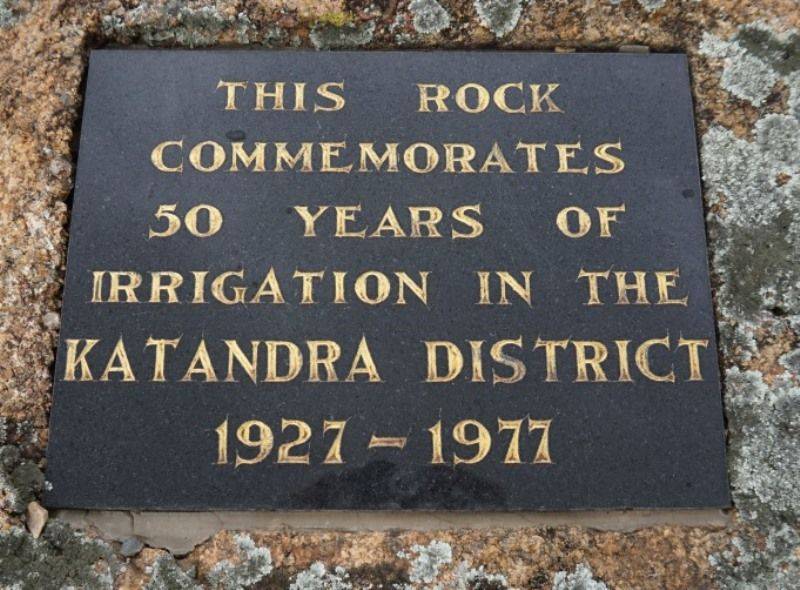 THIS ROCK
COMMEMORATES
50 YEARS OF
IRRIGATION IN THE
KATANDRA DISTRICT
1927 - 1977